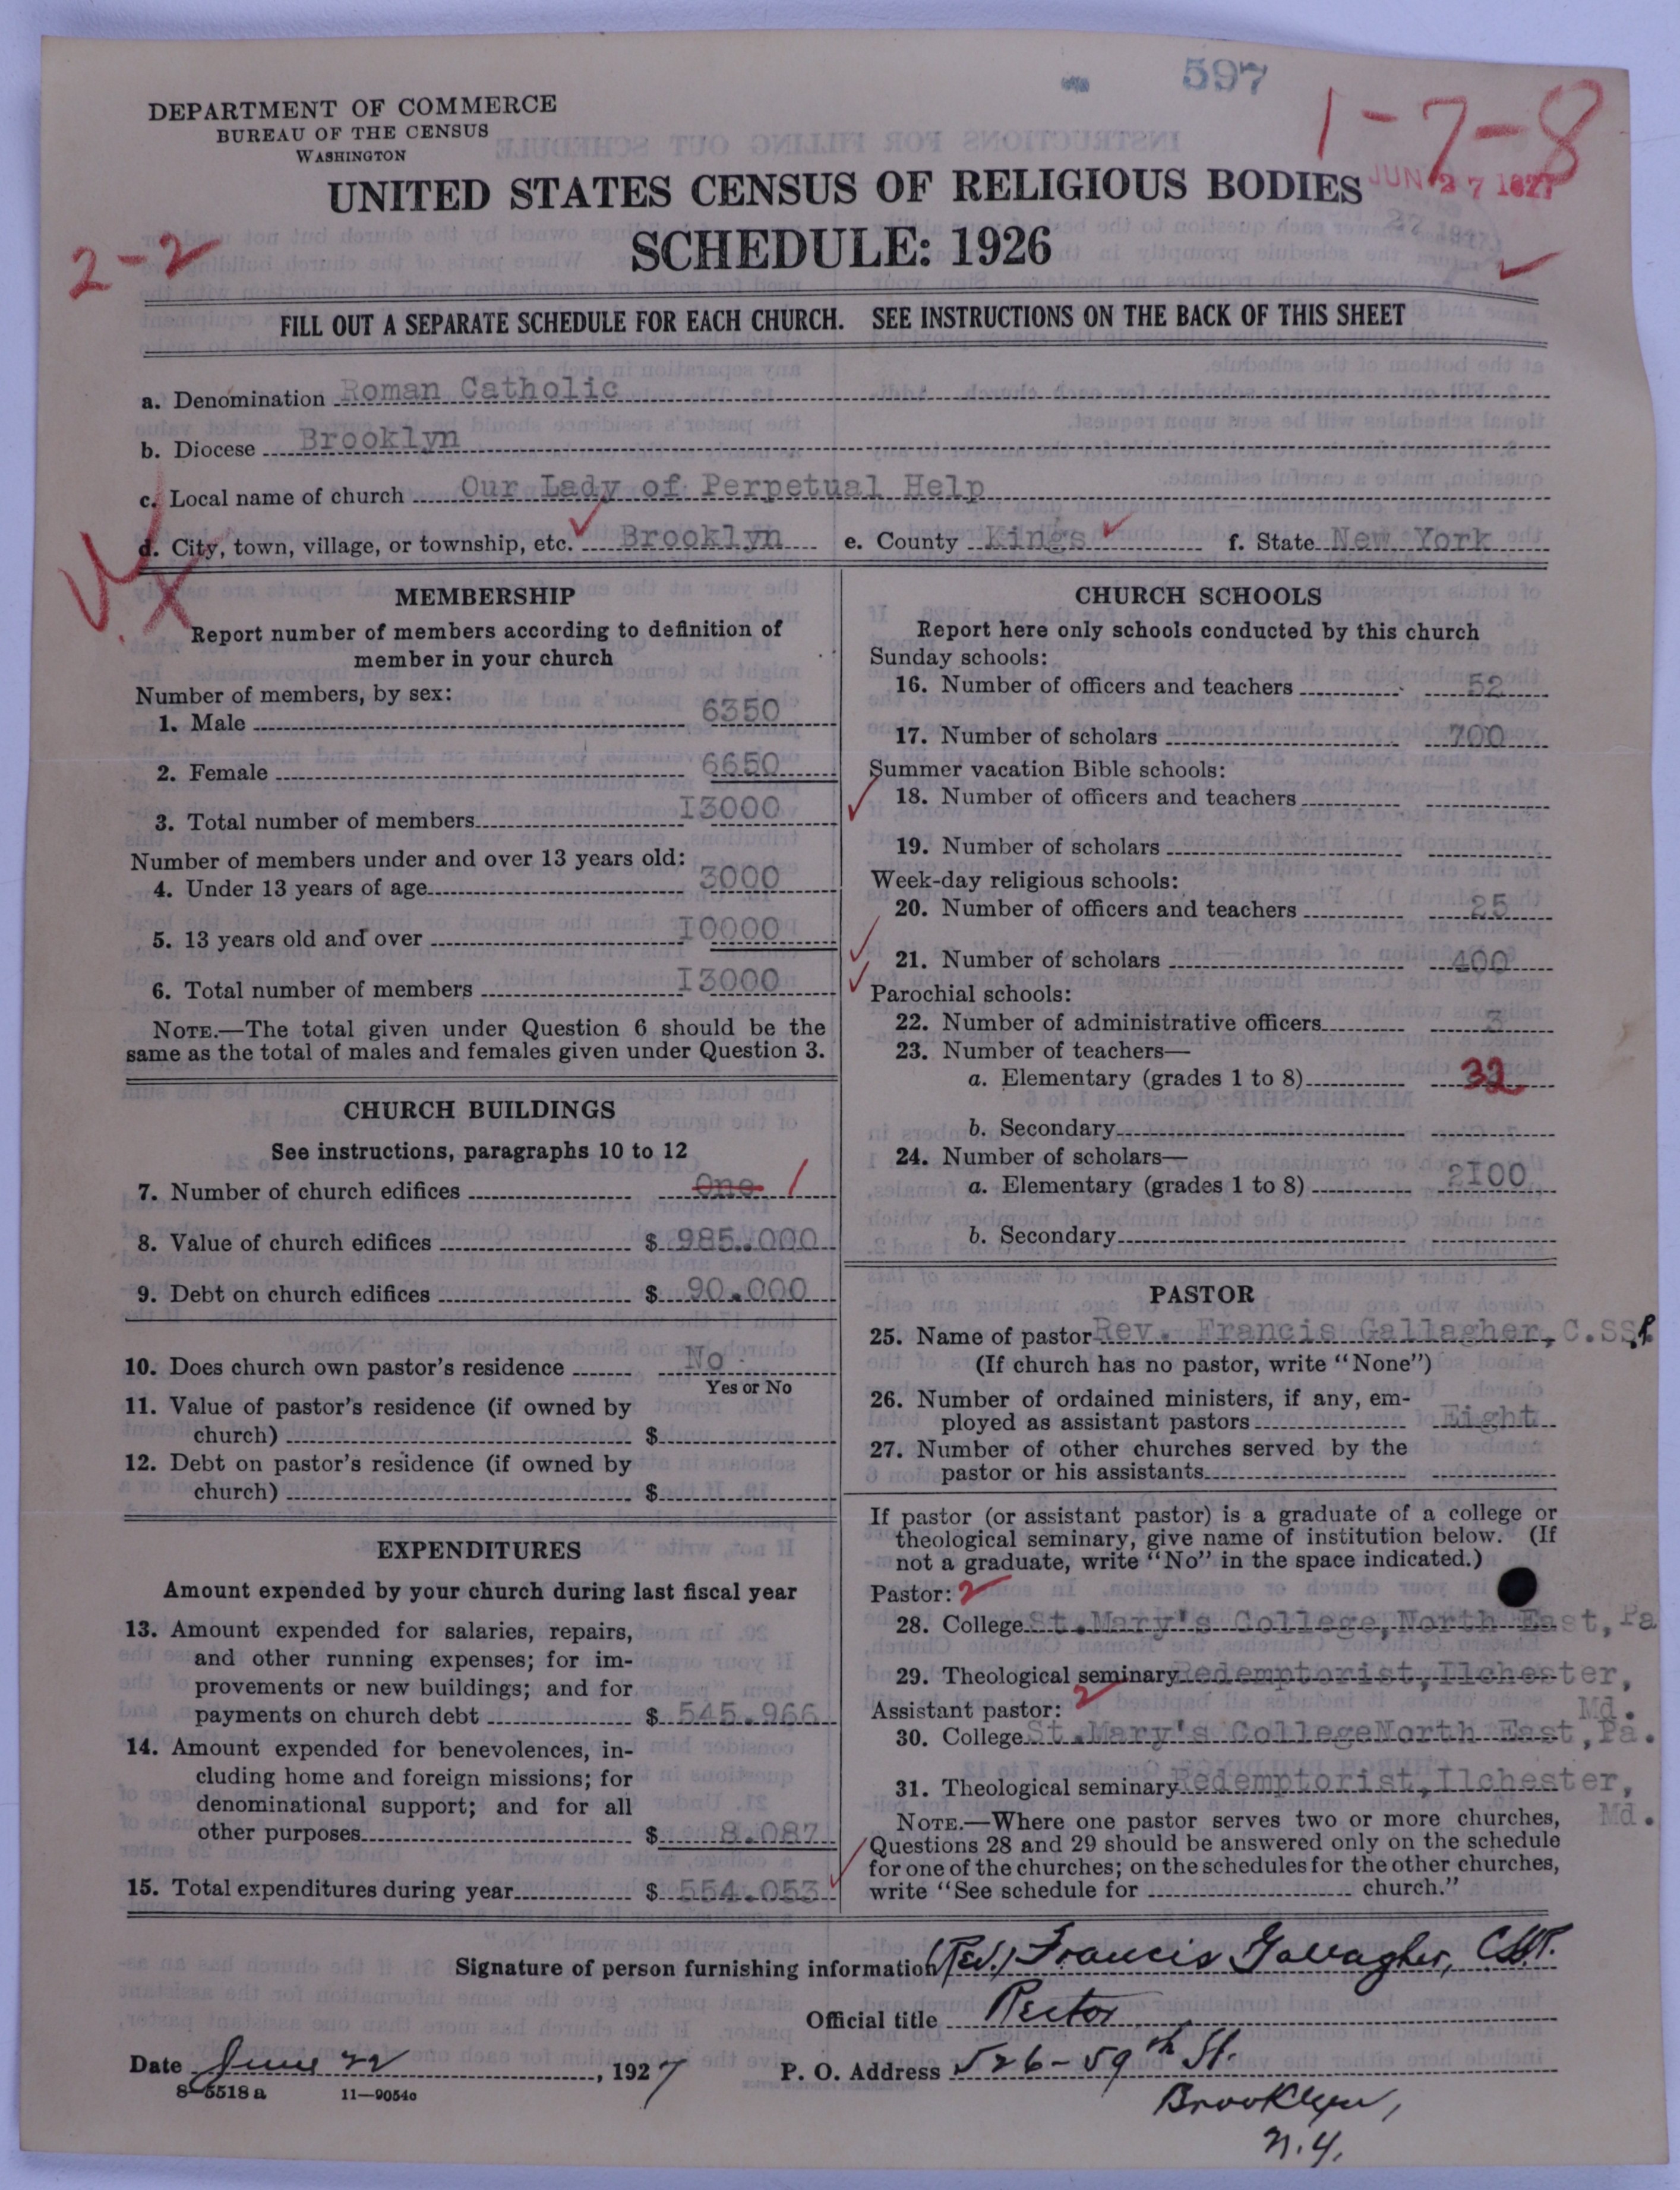 597
DEPARTMENT OF COMMERCE
BUREAU OF THE CENSUS
WASHINGTON
1-7-8
UNITED STATES CENSUS OF RELIGIOUS BODIES
JUN 27 1927
SCHEDULE: 1926
2-2
FILL OUT A SEPARATE SCHEDULE FOR EACH CHURCH. SEE INSTRUCTIONS ON THE BACK OF THIS SHEET
a. Denomination Roman Catholic
b. Diocese Brooklyn
c. Local name of church Our Lady of Perpetual Help
d. City, town, village, or township, etc. Brooklyn e. County Kings f. State New York
MEMBERSHIP
Report number of members according to definition of
member in your church
Number of members, by sex:
1. Male 6350
2. Female 6650
3. Total number of members 13000
Number of members under and over 13 years old:
4. Under 13 years of age 3000
5. 13 years old and over 10000
6. Total number of members 13000
NOTE.—The total given under Question 6 should be the
same as the total of males and females given under Question 3.
CHURCH BUILDINGS
See instructions, paragraphs 10 to 12
7. Number of church edifices One 1
8. Value of church edifices $ 985.000
9. Debt on church edifices $ 90.000
10. Does church own pastor's residence No
Yes or No
11. Value of pastor's residence (if owned by
church) $
12. Debt on pastor's residence (if owned by
church) $
EXPENDITURES
Amount expended by your church during last fiscal year
13. Amount expended for salaries, repairs,
and other running expenses; for im-
provements or new buildings; and for
payments on church debt $ 545.966
14. Amount expended for benevolences, in-
cluding home and foreign missions; for
denominational support; and for all
other purposes $ 8.087
15. Total expenditures during year $ 554.053
CHURCH SCHOOLS
Report here only schools conducted by this church
Sunday schools:
16. Number of officers and teachers 52
17. Number of scholars 700
Summer vacation Bible schools:
18. Number of officers and teachers
19. Number of scholars
Week-day religious schools:
20. Number of officers and teachers 25
21. Number of scholars 400
Parochial schools:
22. Number of administrative officers 3
23. Number of teachers—
a. Elementary (grades 1 to 8) 32
b. Secondary
24. Number of scholars—
a. Elementary (grades 1 to 8) 2100
b. Secondary
PASTOR
25. Name of pastor Rev. Francis Gallagher, C.SS.R
(If church has no pastor, write "None")
26. Number of ordained ministers, if any, em-
ployed as assistant pastors Eight
27. Number of other churches served by the
pastor or his assistants
If pastor (or assistant pastor) is a graduate of a college or
theological seminary, give name of institution below. (If
not a graduate, write "No" in the space indicated.)
Pastor: 2
28. College St.Mary's College,North East,Pa
29. Theological seminary Redemptorist,Ilchester,
Md.
Assistant pastor: 2
30. College St.Mary's CollegeNorth East,Pa.
31. Theological seminary Redemptorist,Ilchester,
Md.
NOTE.—Where one pastor serves two or more churches,
Questions 28 and 29 should be answered only on the schedule
for one of the churches; on the schedules for the other churches,
write "See schedule for church."
Signature of person furnishing information (Rev.) Francis Gallagher, C.SS.R.
Official title Rector
Date June 22, 1927 P. O. Address 526-59th St.
8-5518 a 11-9054a
Brooklyn,
N.Y.